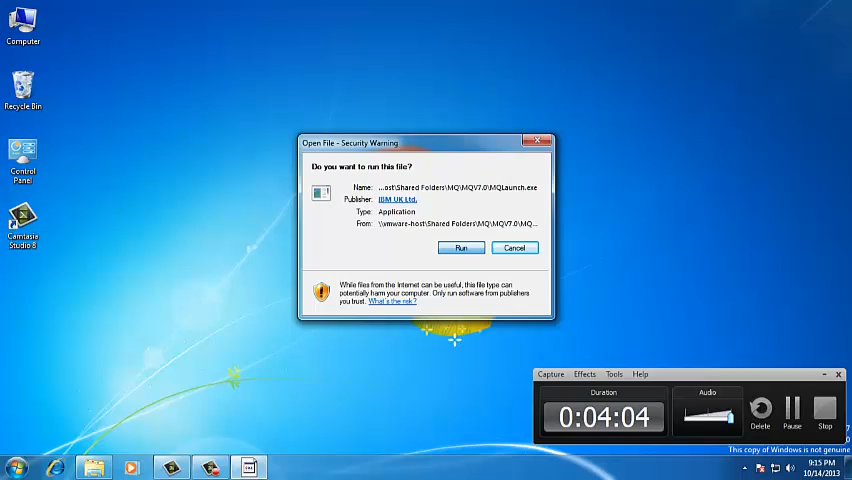 Computer
Recycle Bin
Control
Panel
Camtasia
Studio 8
Open File - Security Warning
Do you want to run this file?
Name: ...ost\Shared Folders\MQ\MQV7.0\MQLaunch.exe
Publisher: IBM UK Ltd.
Type: Application
From: \\vmware-host\Shared Folders\MQ\MQV7.0\MQ...
Run Cancel
While files from the Internet can be useful, this file type can
potentially harm your computer. Only run software from publishers
you trust. What's the risk?
Capture Effects Tools Help
Duration
0:04:04
Audio
Delete Pause Stop
This copy of Windows is not genuine
9:15 PM
10/14/2013